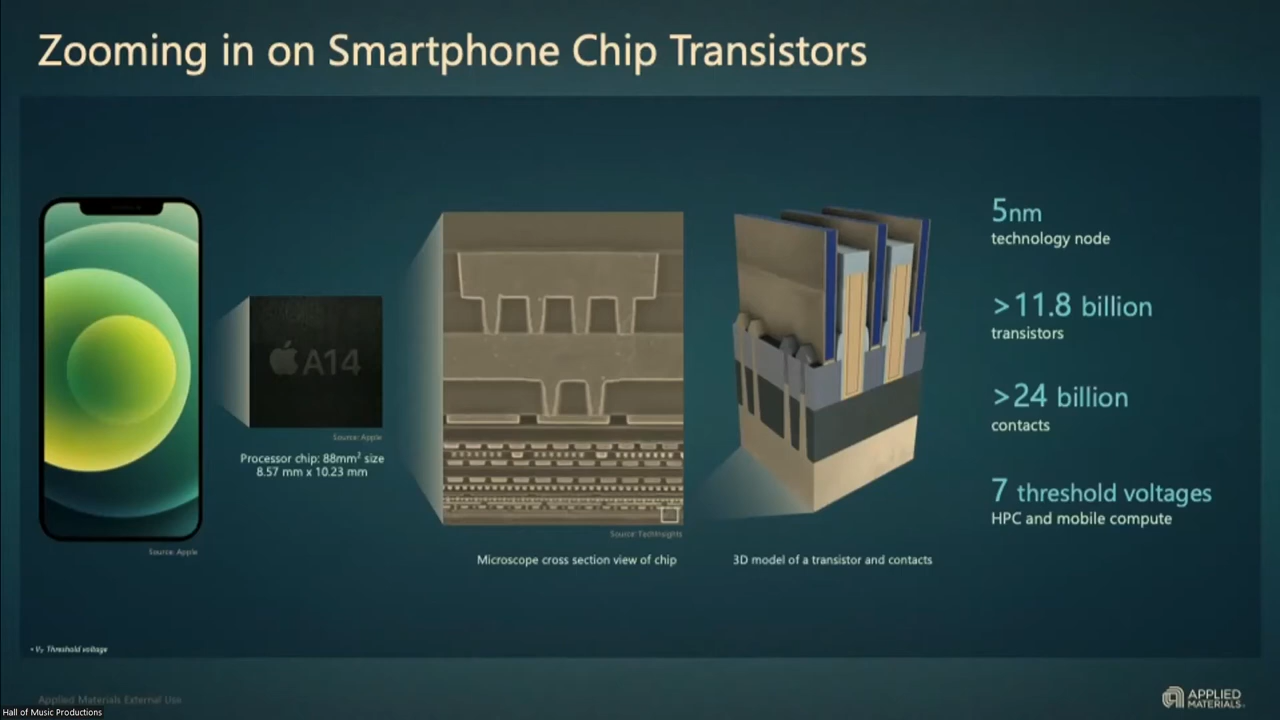 Zooming in on Smartphone Chip Transistors
A14
Source: Apple
Processor chip: 88mm² size
8.57 mm x 10.23 mm
Source: Apple
Source: TechInsights
Microscope cross section view of chip
3D model of a transistor and contacts
5nm
technology node
>11.8 billion
transistors
>24 billion
contacts
7 threshold voltages
HPC and mobile compute
• VT Threshold voltage
Applied Materials External Use
Hall of Music Productions
APPLIED
MATERIALS